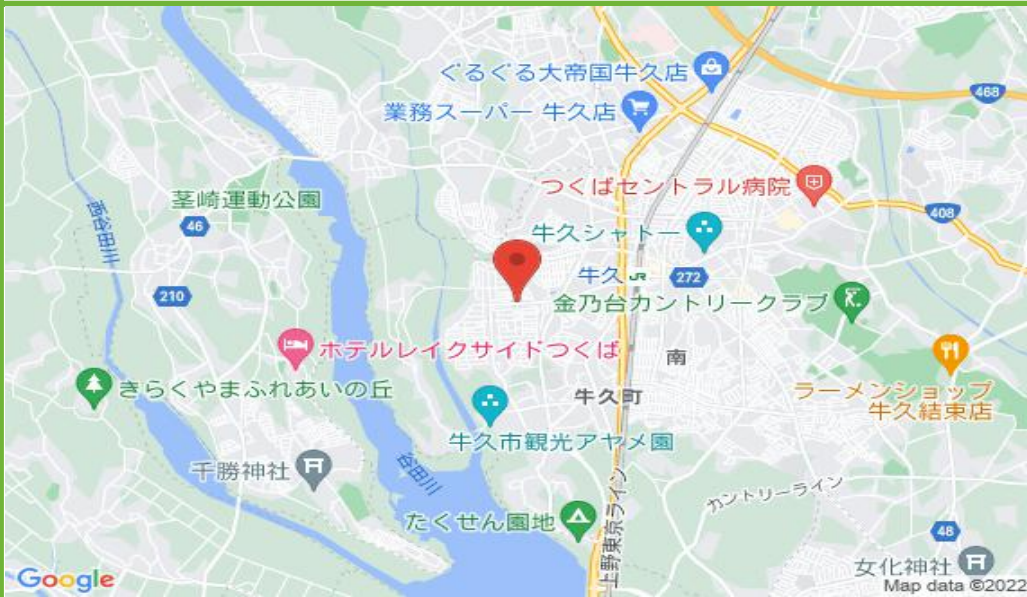 ぐるぐる大帝国牛久店
468
業務スーパー 牛久店
つくばセントラル病院
茎崎運動公園
46
西谷田川
408
牛久シャトー
牛久 JR
272
210
金乃台カントリークラブ
ホテルレイクサイドつくば
南
きらくやまふれあいの丘
牛久町
ラーメンショップ
牛久結束店
牛久市観光アヤメ園
千勝神社
谷田川
カントリーライン
たくせん園地
上野東京ライン
48
女化神社
Google
Map data ©2022